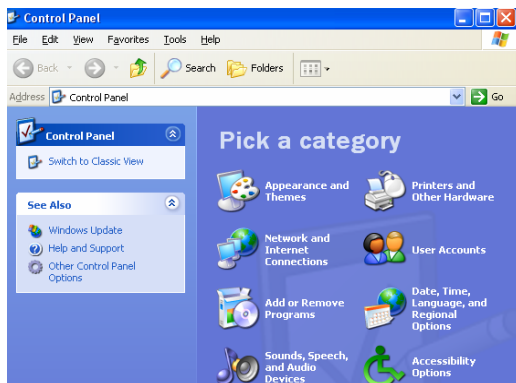 Control Panel
File Edit View Favorites Tools Help
Back Search Folders
Address Control Panel Go
Control Panel
Switch to Classic View
See Also
Windows Update
Help and Support
Other Control Panel
Options
Pick a category
Appearance and
Themes
Printers and
Other Hardware
Network and
Internet
Connections
User Accounts
Add or Remove
Programs
Date, Time,
Language, and
Regional
Options
Sounds, Speech,
and Audio
Devices
Accessibility
Options